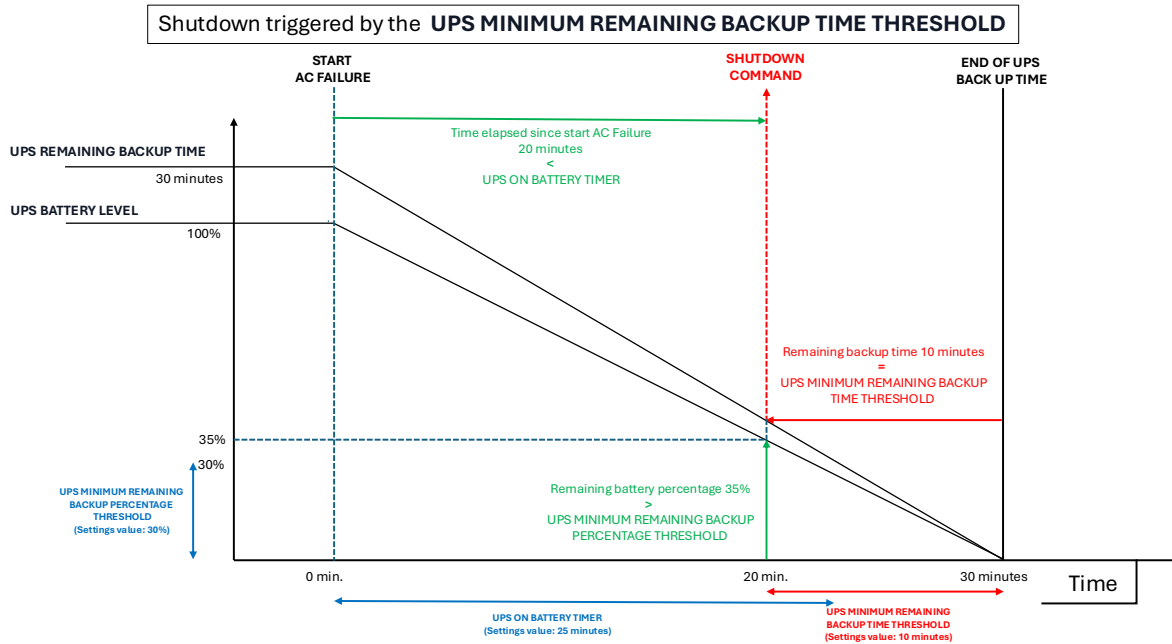 Shutdown triggered by the UPS MINIMUM REMAINING BACKUP TIME THRESHOLD
START
AC FAILURE
SHUTDOWN
COMMAND
END OF UPS
BACK UP TIME
Time elapsed since start AC Failure
20 minutes
<
UPS ON BATTERY TIMER
UPS REMAINING BACKUP TIME
30 minutes
UPS BATTERY LEVEL
100%
Remaining backup time 10 minutes
=
UPS MINIMUM REMAINING BACKUP
TIME THRESHOLD
35%
30%
UPS MINIMUM REMAINING
BACKUP PERCENTAGE
THRESHOLD
(Settings value: 30%)
Remaining battery percentage 35%
>
UPS MINIMUM REMAINING BACKUP
PERCENTAGE THRESHOLD
0 min.
20 min.
30 minutes
Time
UPS ON BATTERY TIMER
(Settings value: 25 minutes)
UPS MINIMUM REMAINING
BACKUP TIME THRESHOLD
(Settings value: 10 minutes)